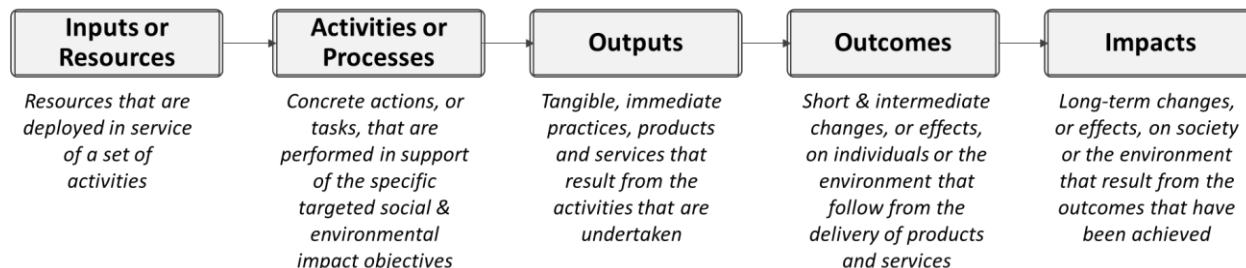 Inputs or
Resources
Activities or
Processes
Outputs
Outcomes
Impacts
Resources that are
deployed in service
of a set of
activities
Concrete actions, or
tasks, that are
performed in support
of the specific
targeted social &
environmental
impact objectives
Tangible, immediate
practices, products
and services that
result from the
activities that are
undertaken
Short & intermediate
changes, or effects,
on individuals or the
environment that
follow from the
delivery of products
and services
Long-term changes,
or effects, on society
or the environment
that result from the
outcomes that have
been achieved